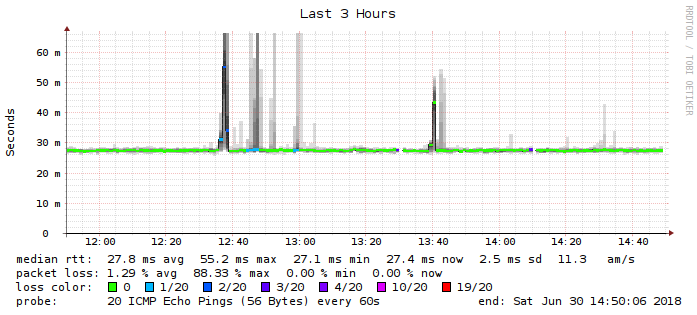 Last 3 Hours
RRDTOOL / TOBI OETIKER
Seconds
60 m
50 m
40 m
30 m
20 m
10 m
0
12:00 12:20 12:40 13:00 13:20 13:40 14:00 14:20 14:40
median rtt: 27.8 ms avg 55.2 ms max 27.1 ms min 27.4 ms now 2.5 ms sd 11.3 am/s
packet loss: 1.29 % avg 88.33 % max 0.00 % min 0.00 % now
loss color: 0 1/20 2/20 3/20 4/20 10/20 19/20
probe: 20 ICMP Echo Pings (56 Bytes) every 60s end: Sat Jun 30 14:50:06 2018